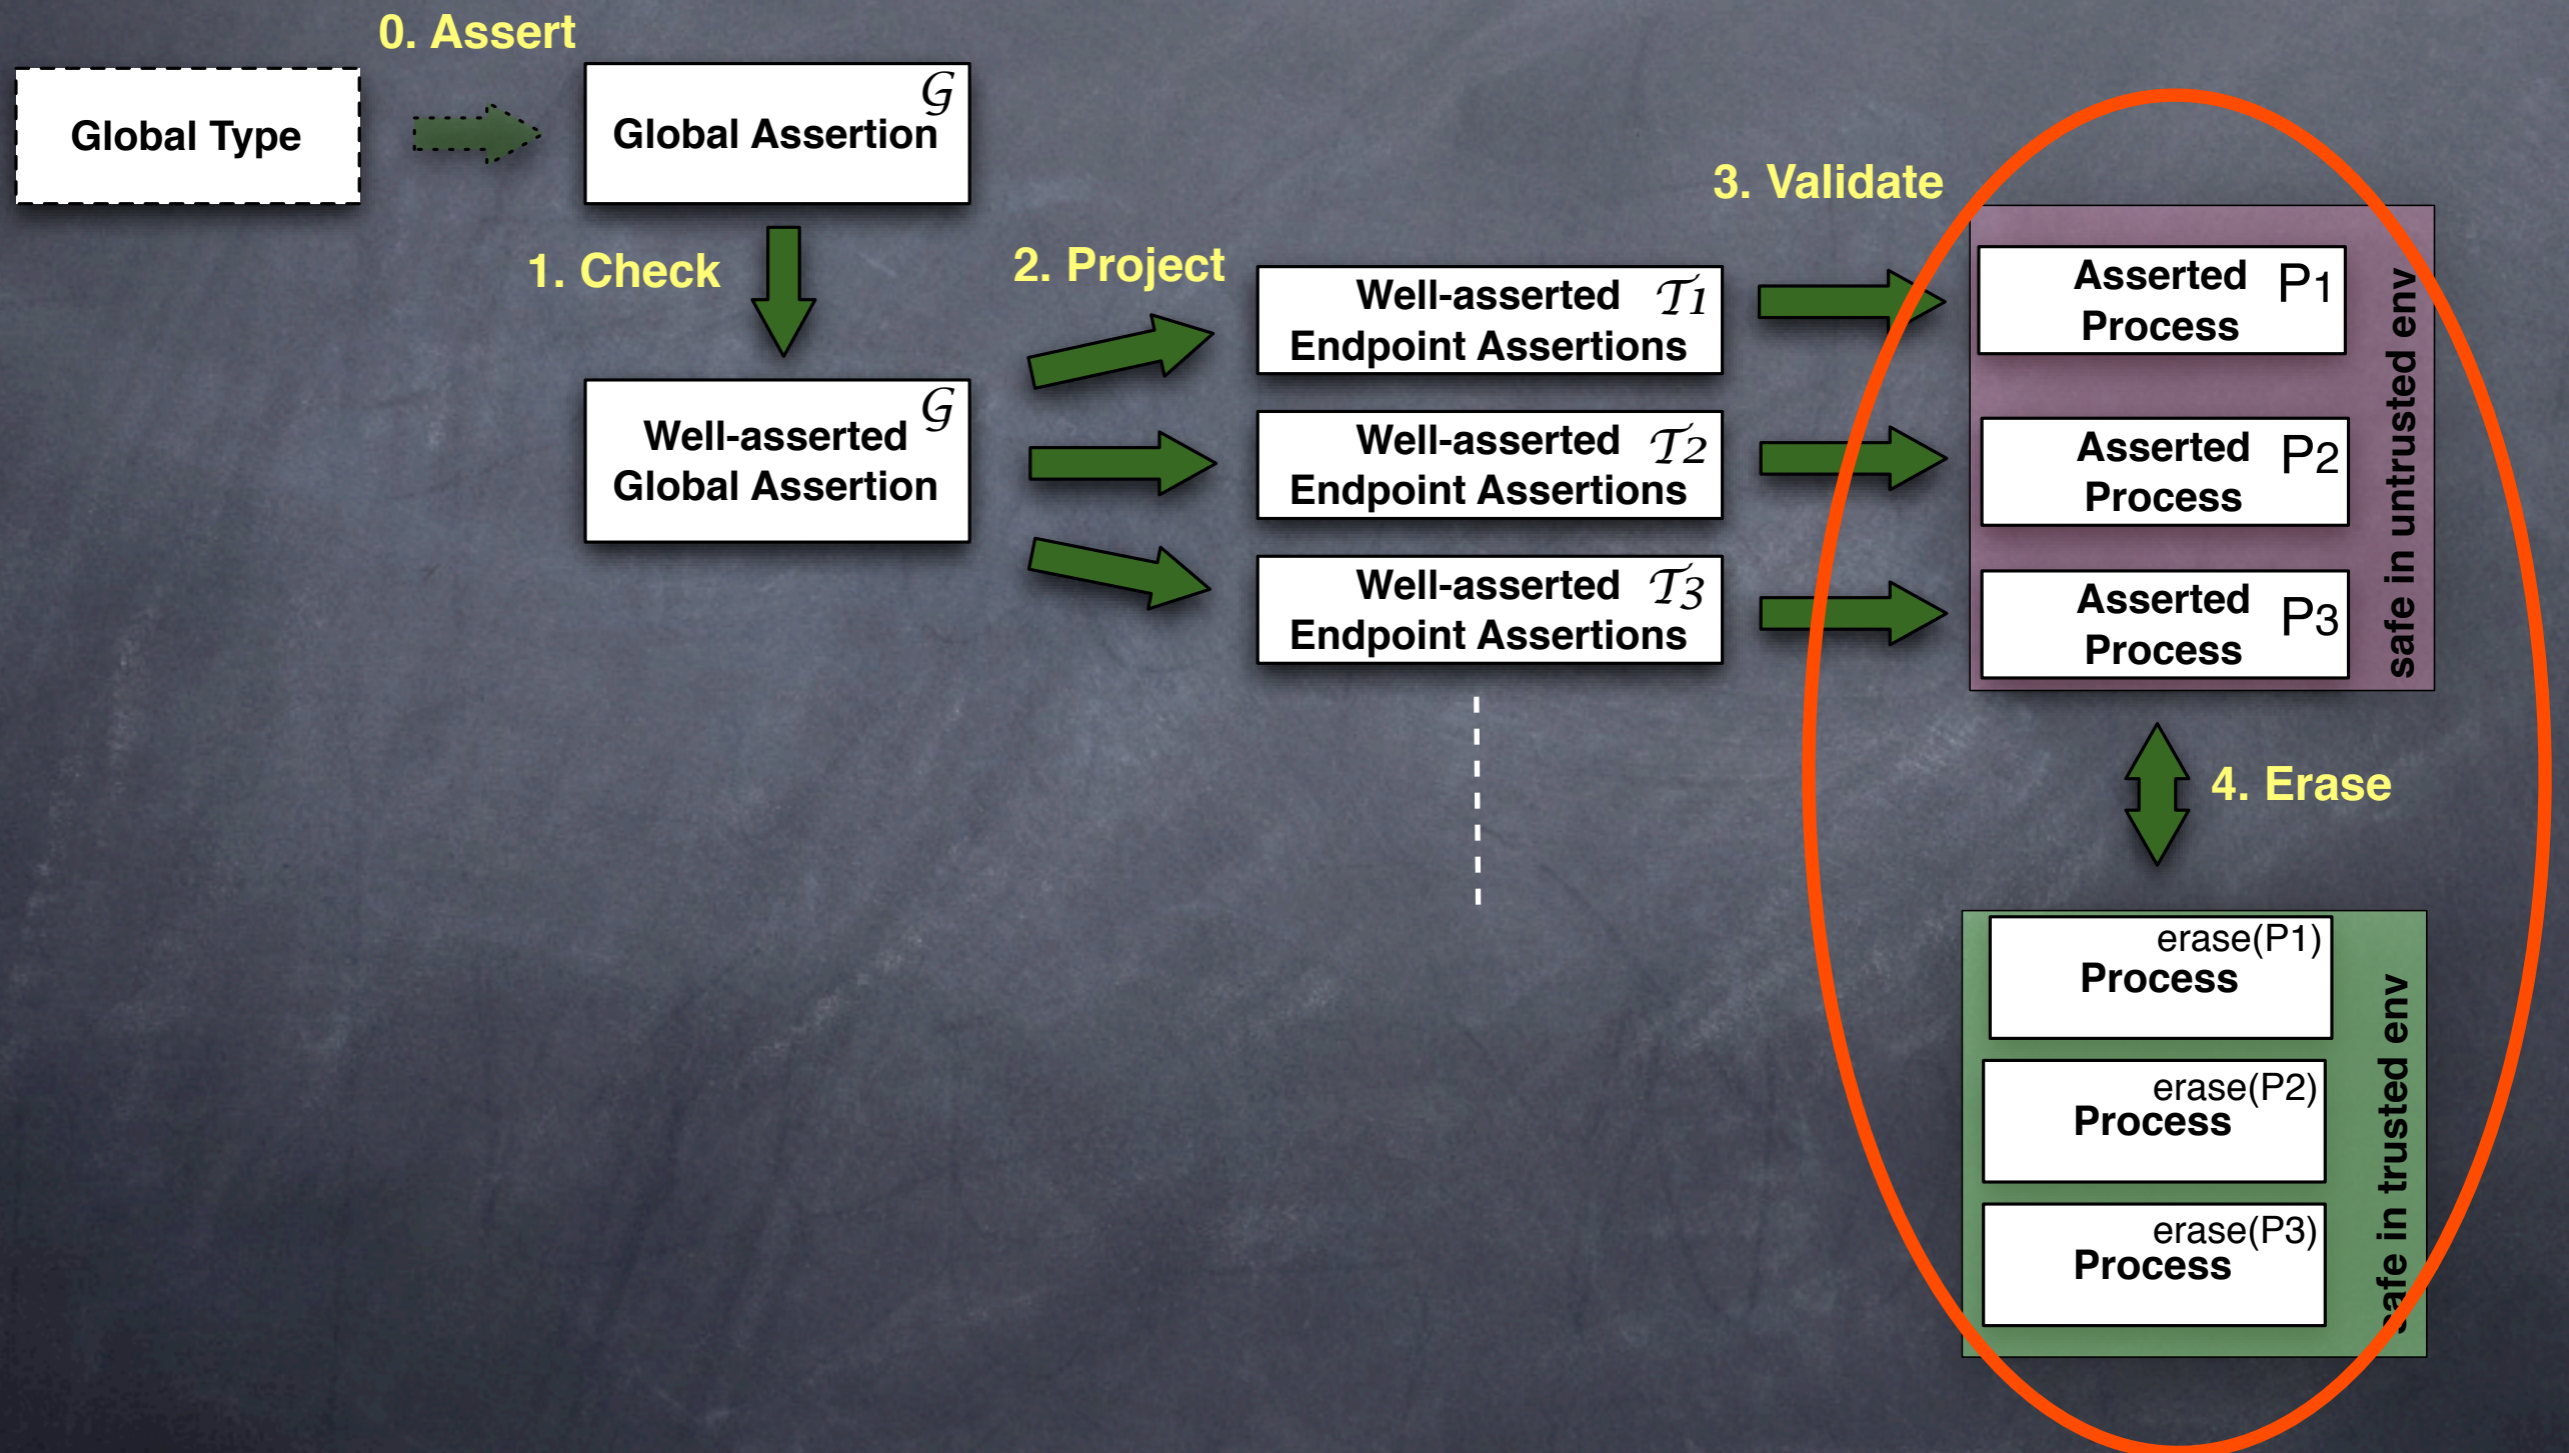 0. Assert
Global Type
Global Assertion 𝒢
1. Check
Well-asserted 𝒢
Global Assertion
2. Project
Well-asserted 𝒯1
Endpoint Assertions
Well-asserted 𝒯2
Endpoint Assertions
Well-asserted 𝒯3
Endpoint Assertions
3. Validate
Asserted P1
Process
Asserted P2
Process
Asserted P3
Process
safe in untrusted env
4. Erase
erase(P1)
Process
erase(P2)
Process
erase(P3)
Process
safe in trusted env